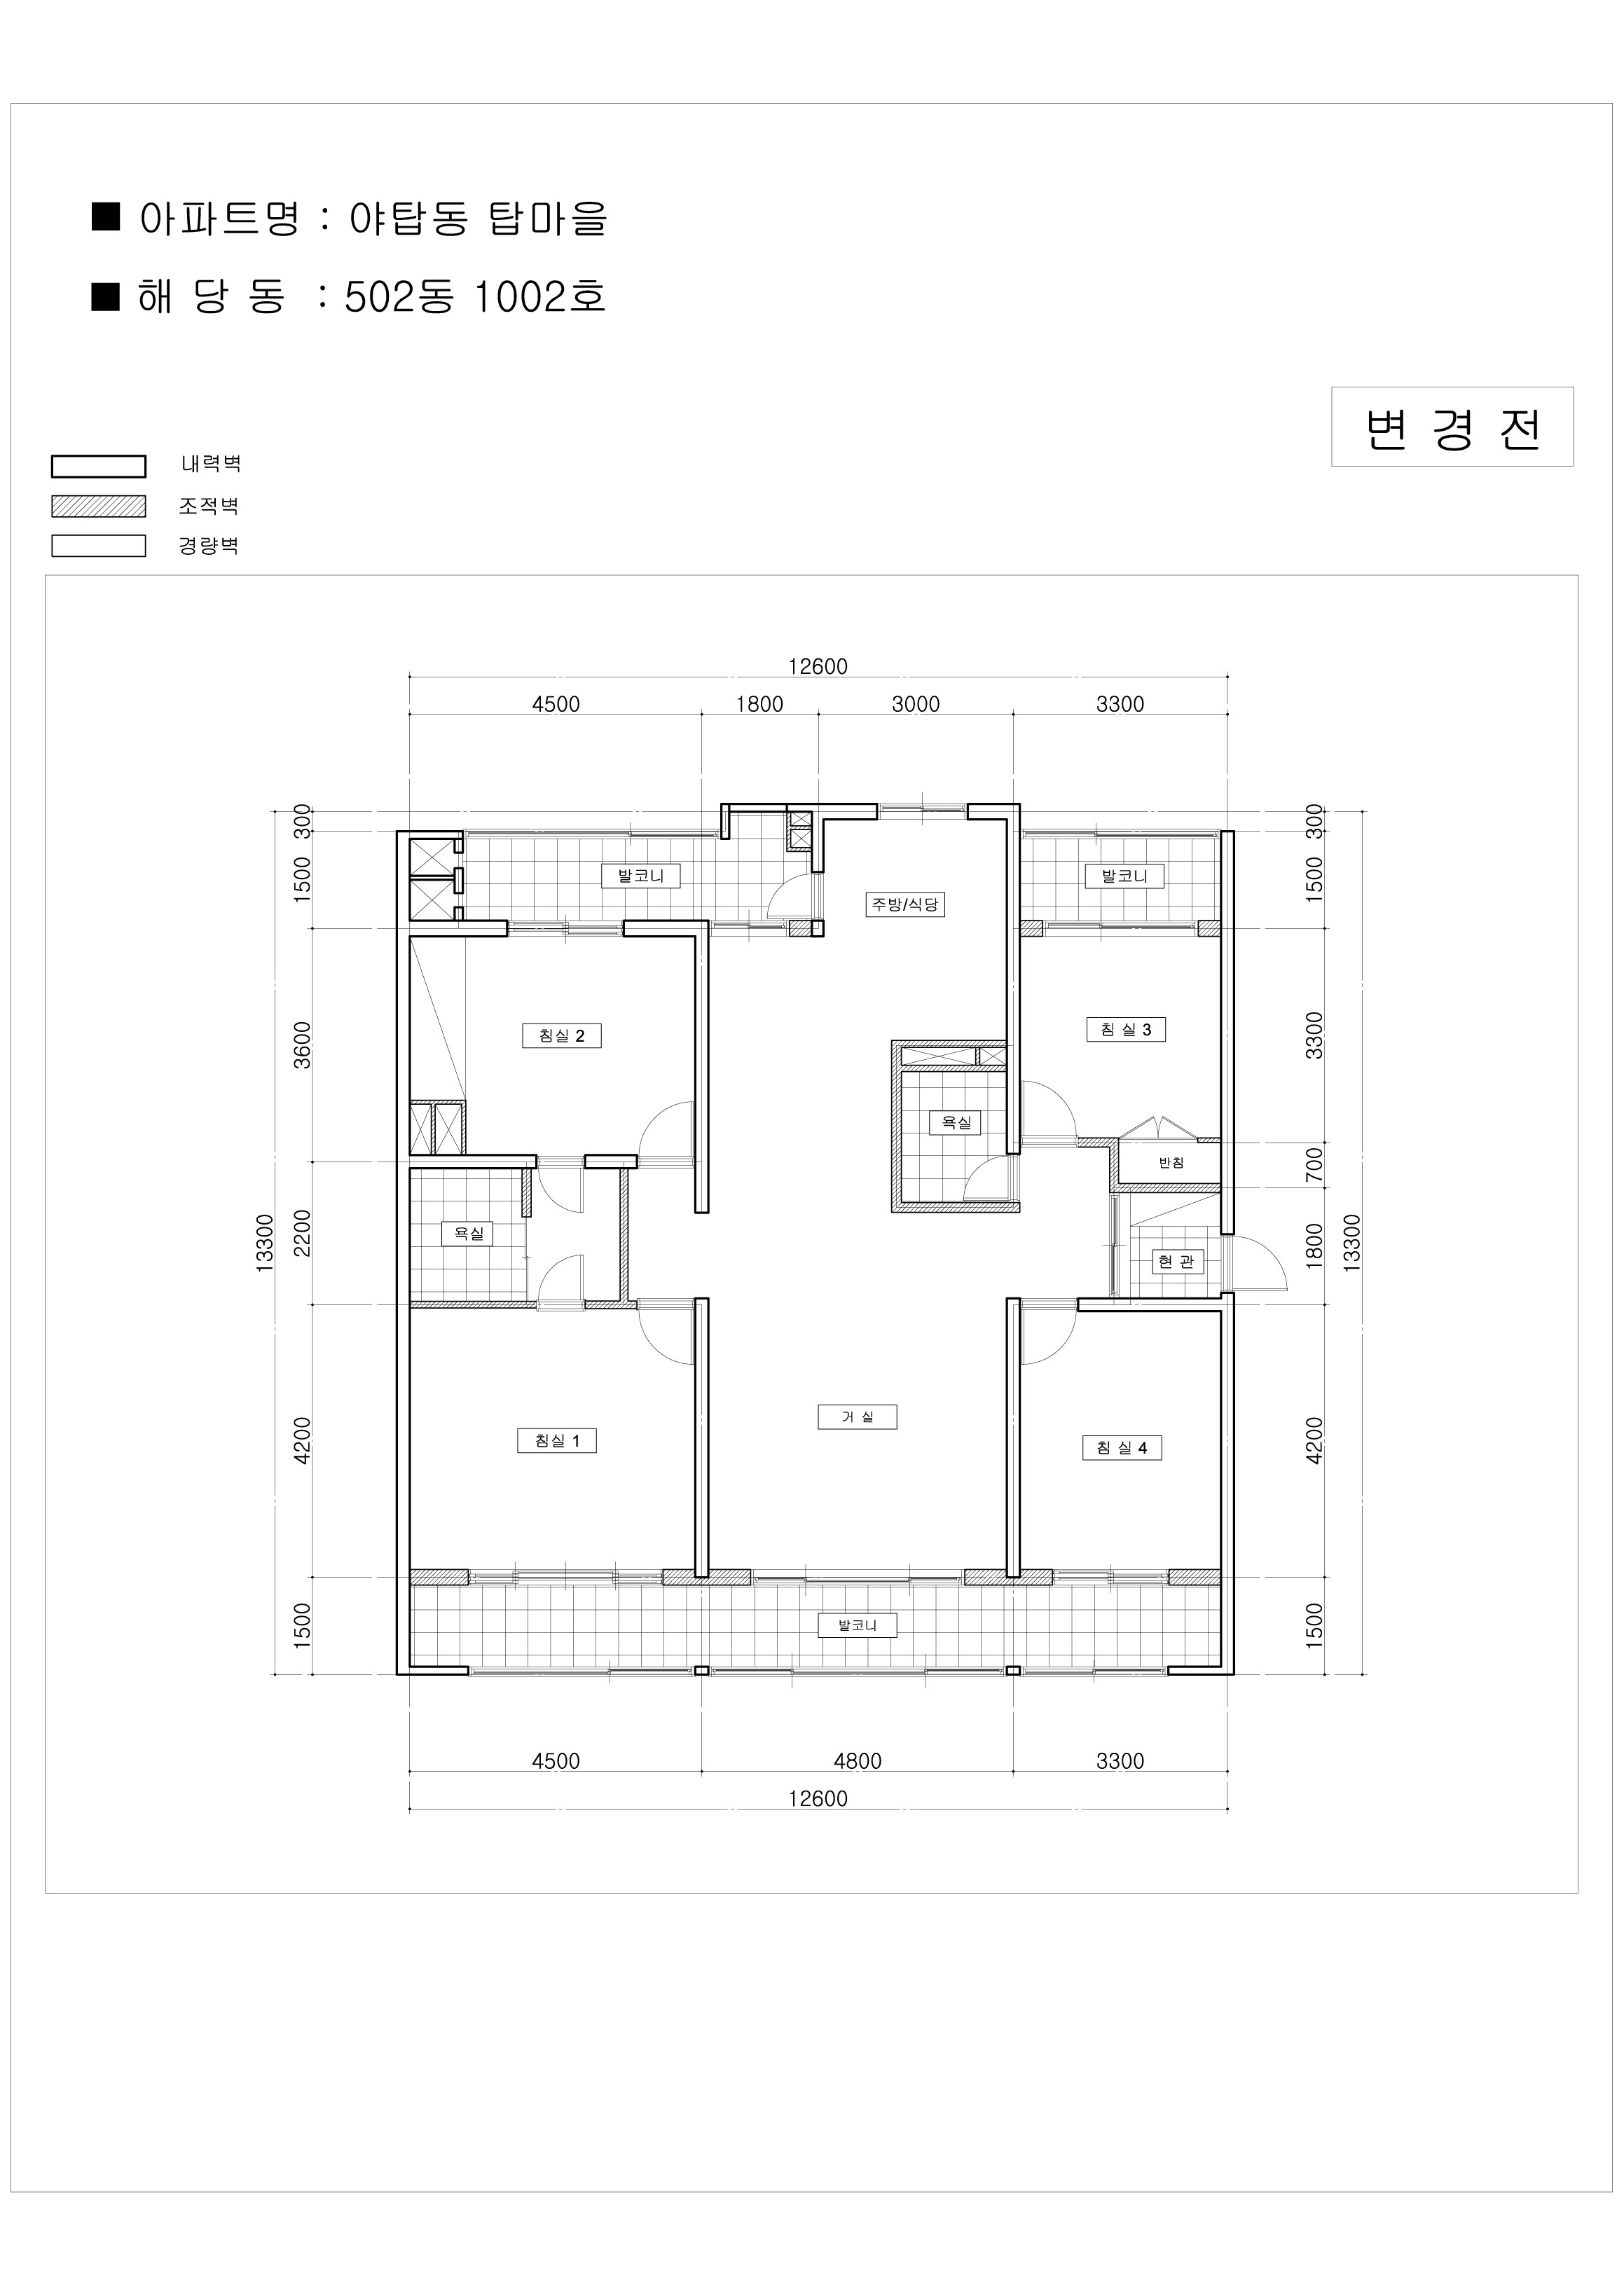 ■ 아파트명 : 야탑동 탑마을
■ 해 당 동 : 502동 1002호
변 경 전
내력벽
조적벽
경량벽
12600
4500 1800 3000 3300
300 300
1500 발코니 발코니 1500
주방/식당
3600 침실 2 침 실 3 3300
욕실
반침 700
13300 2200 욕실 현 관 1800 13300
거 실
4200 침실 1 침 실 4 4200
1500 발코니 1500
4500 4800 3300
12600